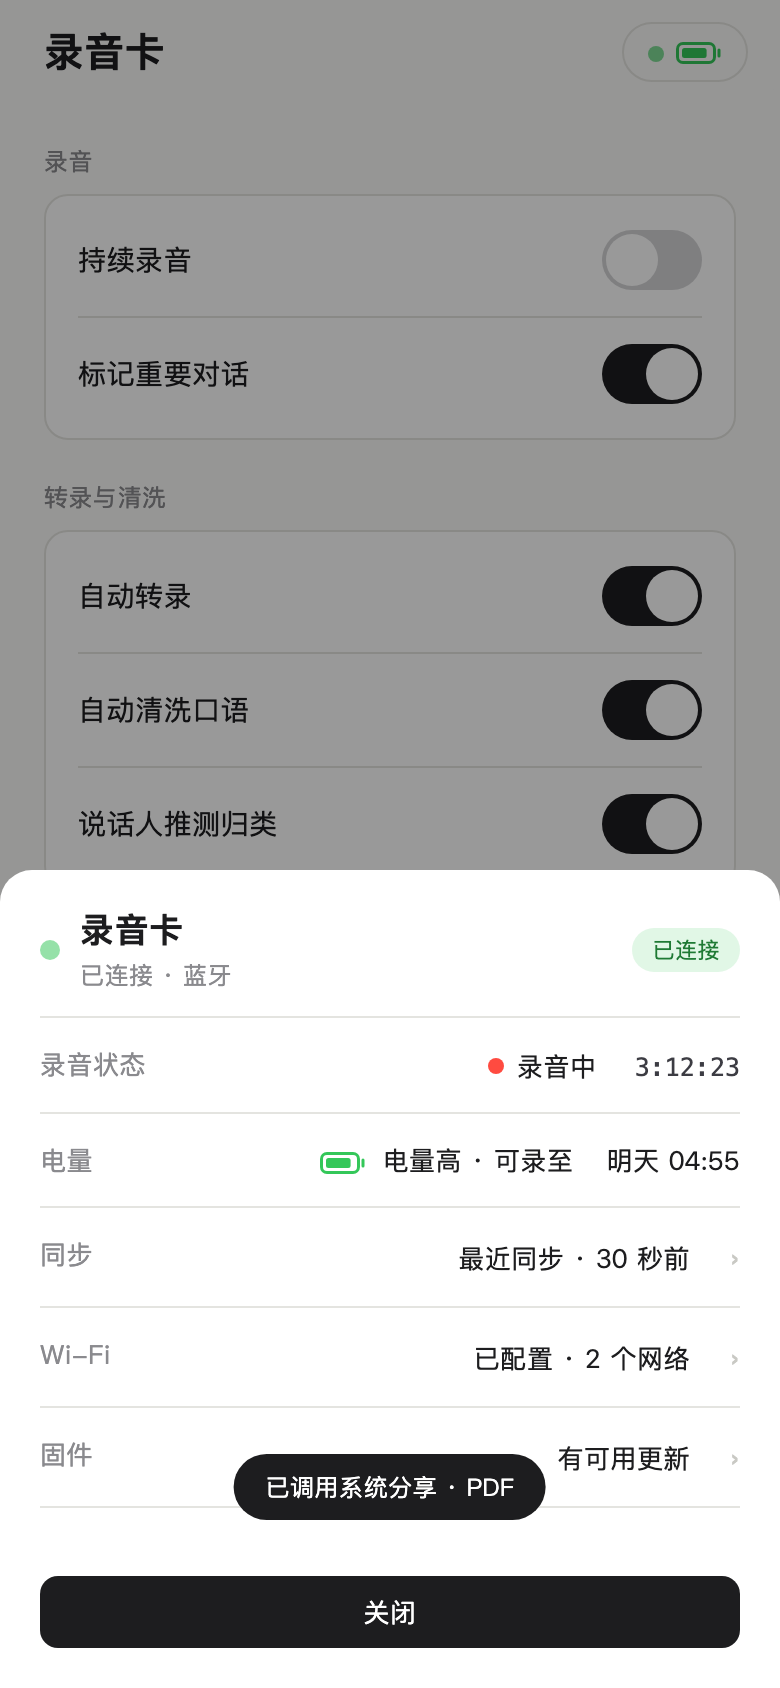 录音卡
录音
持续录音
标记重要对话
转录与清洗
自动转录
自动清洗口语
说话人推测归类
录音卡
已连接 · 蓝牙
已连接
录音状态 录音中 3:12:23
电量 电量高 · 可录至 明天 04:55
同步 最近同步 · 30 秒前 ›
Wi–Fi 已配置 · 2 个网络 ›
固件 有可用更新 ›
已调用系统分享 · PDF
关闭